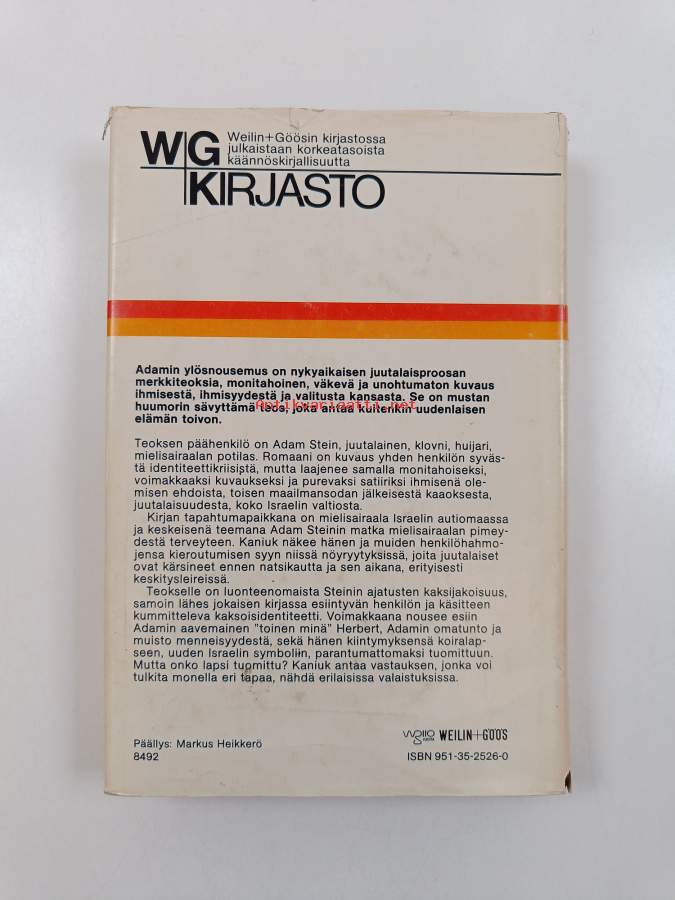 WG
KIRJASTO
Weilin+Göösin kirjastossa
julkaistaan korkeatasoista
käännöskirjallisuutta
Adamin ylösnousemus on nykyaikaisen juutalaisproosan
merkkiteoksia, monitahoinen, väkevä ja unohtumaton kuvaus
ihmisestä, ihmisyydestä ja valitusta kansasta. Se on mustan
huumorin sävyttämä teos, joka antaa kuitenkin uudenlaisen
elämän toivon.
Antikvariaatti.net
Teoksen päähenkilö on Adam Stein, juutalainen, klovni, huijari,
mielisairaalan potilas. Romaani on kuvaus yhden henkilön syväs-
tä identiteettikriisistä, mutta laajenee samalla monitahoiseksi,
voimakkaaksi kuvaukseksi ja purevaksi satiiriksi ihmisenä ole-
misen ehdoista, toisen maailmansodan jälkeisestä kaaoksesta,
juutalaisuudesta, koko Israelin valtiosta.
Kirjan tapahtumapaikkana on mielisairaala Israelin autiomaassa
ja keskeisenä teemana Adam Steinin matka mielisairaalan pimey-
destä terveyteen. Kaniuk näkee hänen ja muiden henkilöhahmo-
jensa kieroutumisen syyn niissä nöyryytyksissä, joita juutalaiset
ovat kärsineet ennen natsikautta ja sen aikana, erityisesti
keskitysleireissä.
Teokselle on luonteenomaista Steinin ajatusten kaksijakoisuus,
samoin lähes jokaisen kirjassa esiintyvän henkilön ja käsitteen
kummitteleva kaksoisidentiteetti. Voimakkaana nousee esiin
Adamin aavemainen "toinen minä" Herbert, Adamin omatunto ja
muisto menneisyydestä, sekä hänen kiintymyksensä koiralap-
seen, uuden Israelin symboliin, parantumattomaksi tuomittuun.
Mutta onko lapsi tuomittu? Kaniuk antaa vastauksen, jonka voi
tulkita monella eri tapaa, nähdä erilaisissa valaistuksissa.
Päällys: Markus Heikkerö
8492
WEILIN+GÖÖS
ISBN 951-35-2526-0